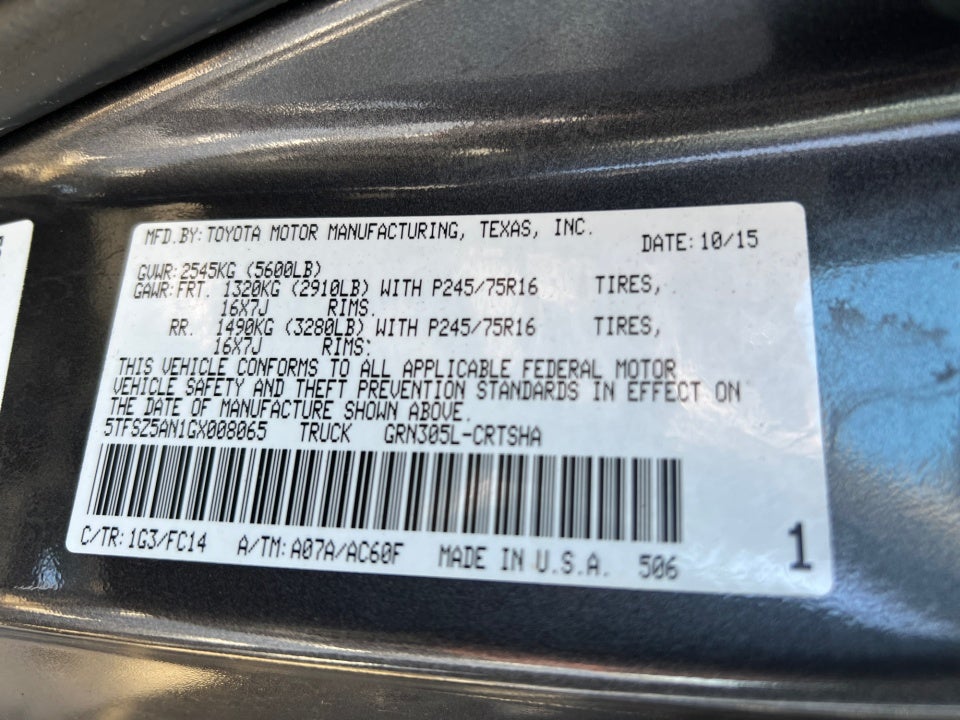 MFD.BY:TOYOTA MOTOR MANUFACTURING, TEXAS, INC. DATE:10/15
GVWR:2545KG (5600LB)
GAWR:FRT. 1320KG (2910LB) WITH P245/75R16 TIRES,
16X7J RIMS.
RR. 1490KG (3280LB) WITH P245/75R16 TIRES,
16X7J RIMS:
THIS VEHICLE CONFORMS TO ALL APPLICABLE FEDERAL MOTOR
VEHICLE SAFETY AND THEFT PREVENTION STANDARDS IN EFFECT ON
THE DATE OF MANUFACTURE SHOWN ABOVE.
5TFSZ5AN1GX008065 TRUCK GRN305L-CRTSHA
C/TR:1G3/FC14 A/TM:A07A/AC60F MADE IN U.S.A. 506 1